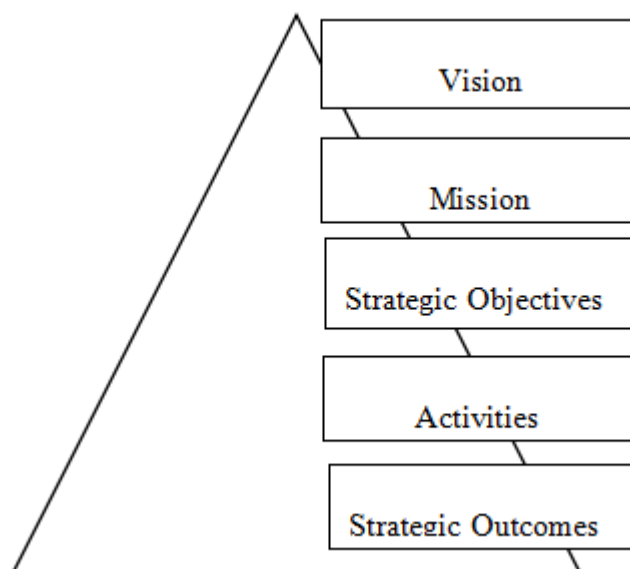 Vision
Mission
Strategic Objectives
Activities
Strategic Outcomes